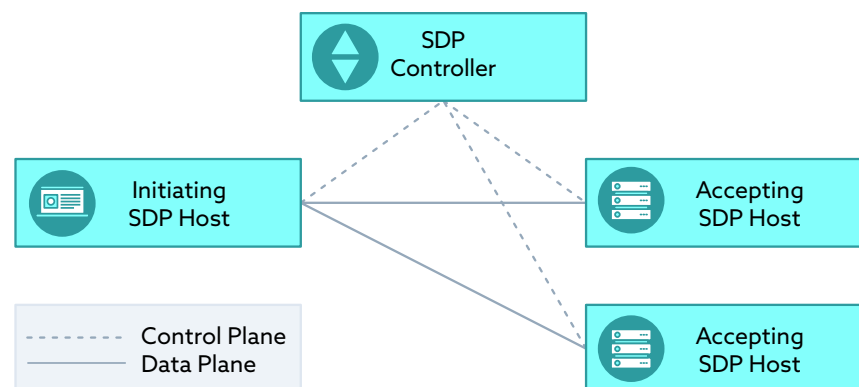 SDP
Controller
Initiating
SDP Host
Accepting
SDP Host
Control Plane
Data Plane
Accepting
SDP Host